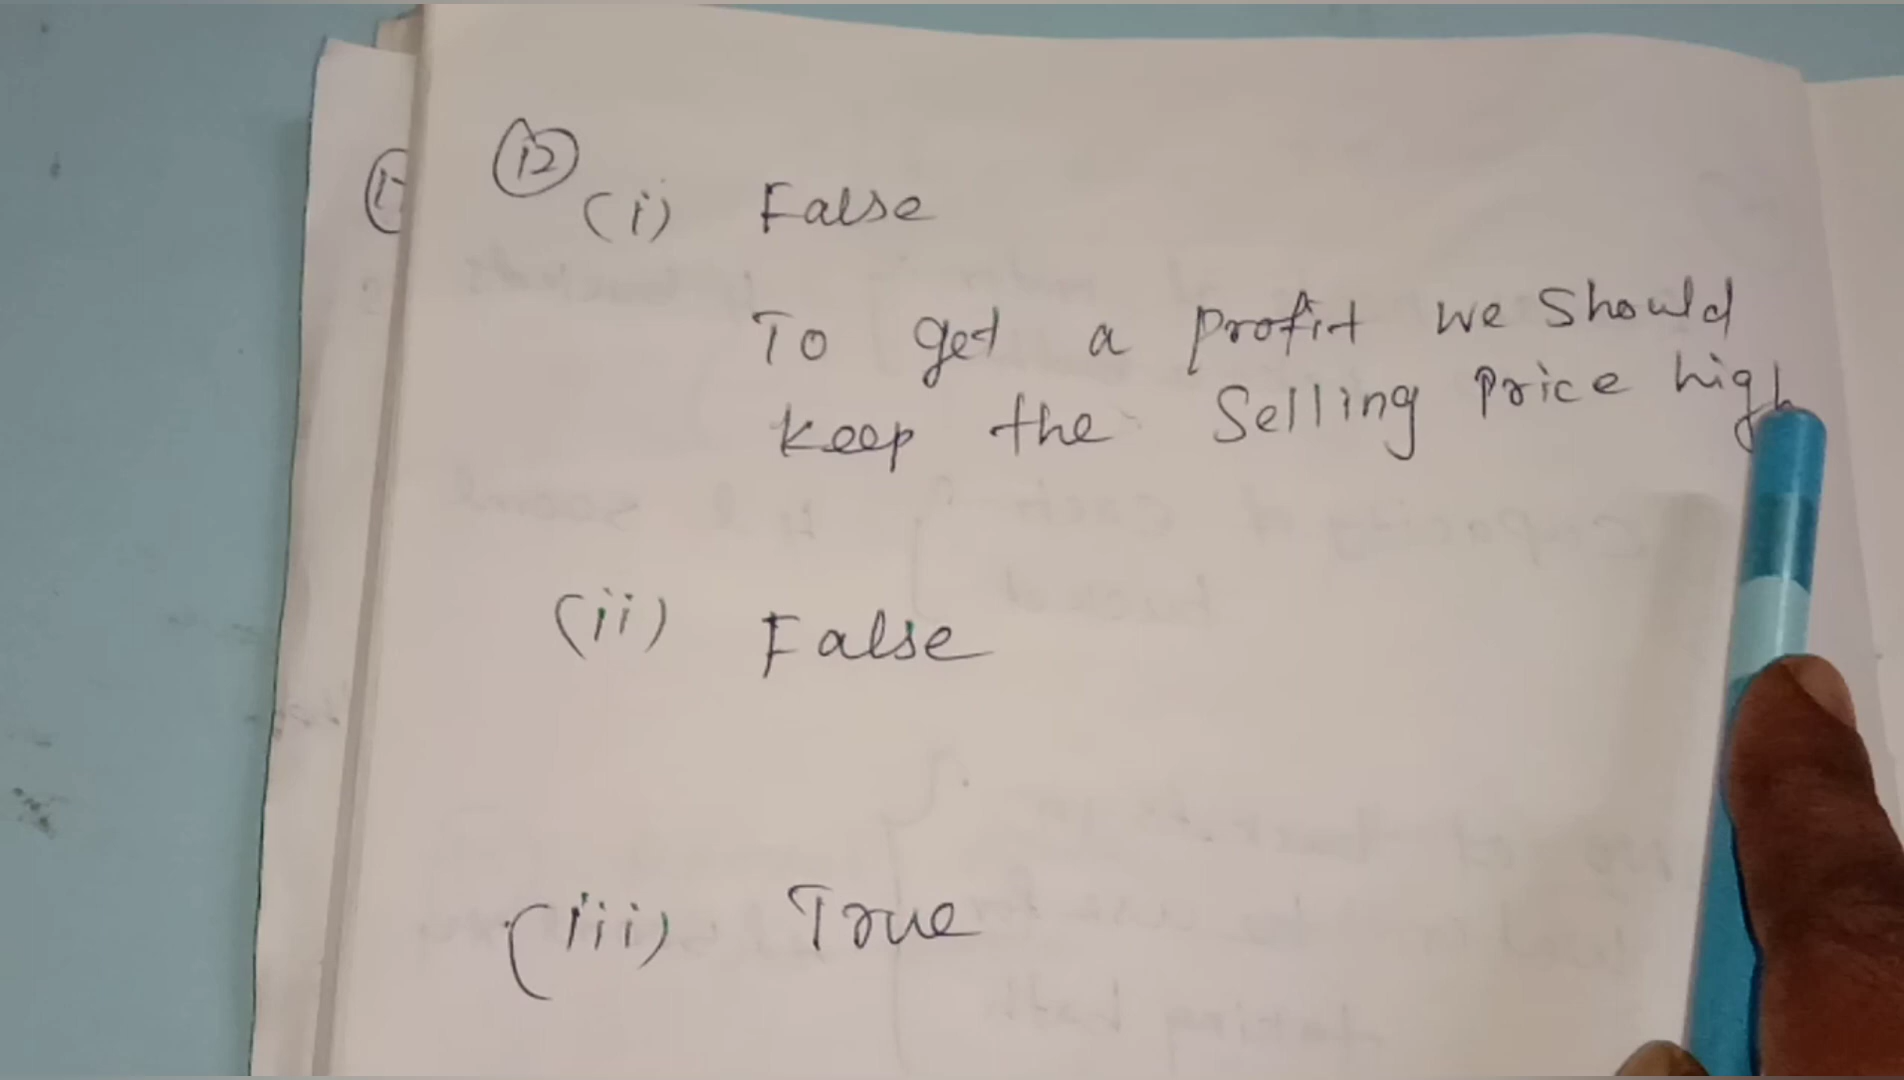 12
(i) False
To get a profit we should
keep the Selling Price high
(ii) False
(iii) True